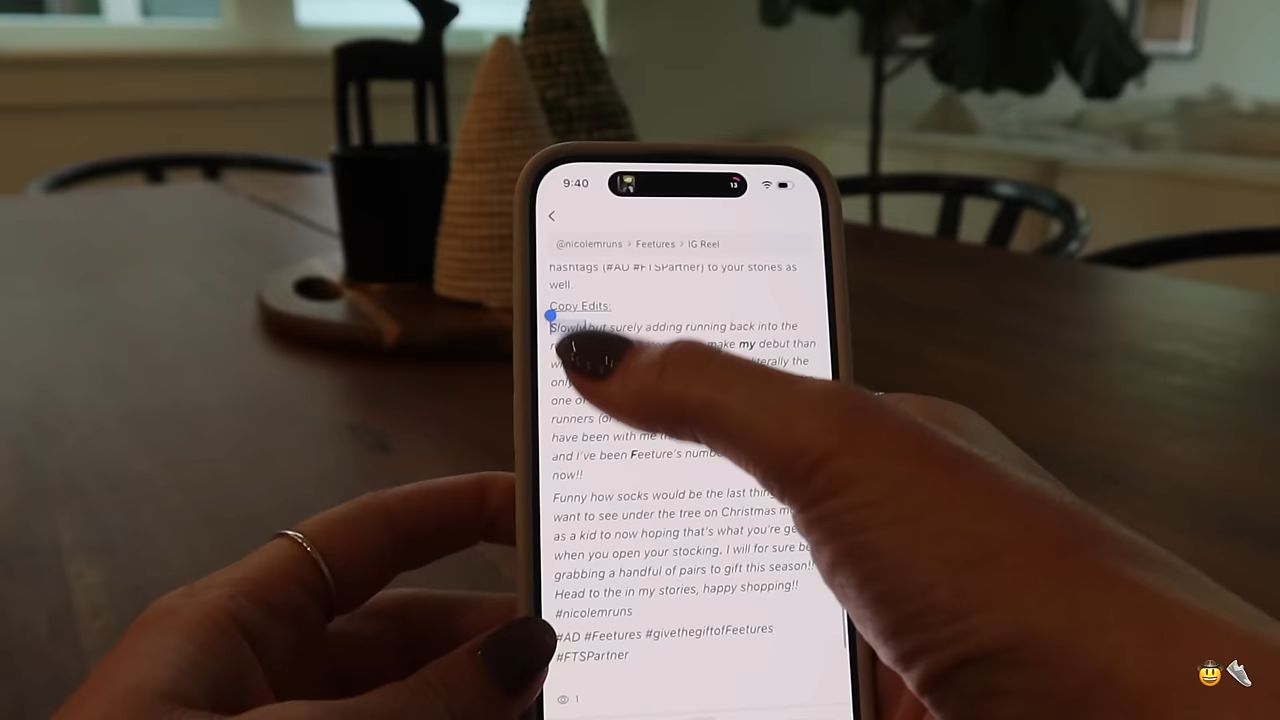 9:40
13
@nicolemruns > Feetures > IG Reel
hashtags (#AD #FTSPartner) to your stories as
well.
Copy Edits:
Slowly but surely adding running back into the
make my debut than
literally the
only
one of
runners
have been with me
and I've been Feeture's
now!!
Funny how socks would be the last
want to see under the tree on Christmas
as a kid to now hoping that's what you're
when you open your stocking. I will for sure be
grabbing a handful of pairs to gift this season!!
Head to the in my stories, happy shopping!!
#nicolemruns
#AD #Feetures #givethegiftofFeetures
#FTSPartner
1